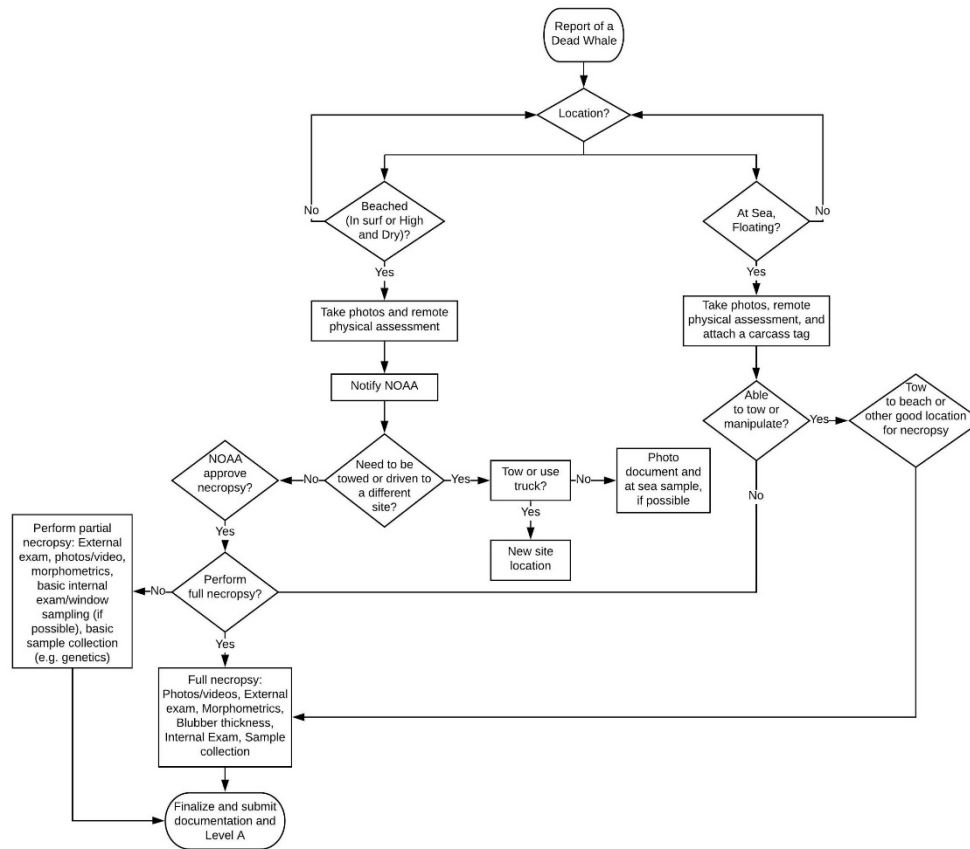 Report of a
Dead Whale
Location?
No
Beached
(In surf or High
and Dry)?
At Sea,
Floating?
No
Yes
Yes
Take photos and remote
physical assessment
Take photos, remote
physical assessment, and
attach a carcass tag
Notify NOAA
Able
to tow or
manipulate?
Yes
Tow
to beach or
other good location
for necropsy
NOAA
approve
necropsy?
No
Need to be
towed or driven to
a different
site?
Yes
Tow or use
truck?
No
Photo
document and
at sea sample,
if possible
No
Yes
Yes
New site
location
Perform partial
necropsy: External
exam, photos/video,
morphometrics,
basic internal
exam/window
sampling (if
possible), basic
sample collection
(e.g. genetics)
No
Perform
full necropsy?
Yes
Full necropsy:
Photos/videos, External
exam, Morphometrics,
Blubber thickness,
Internal Exam, Sample
collection
Finalize and submit
documentation and
Level A